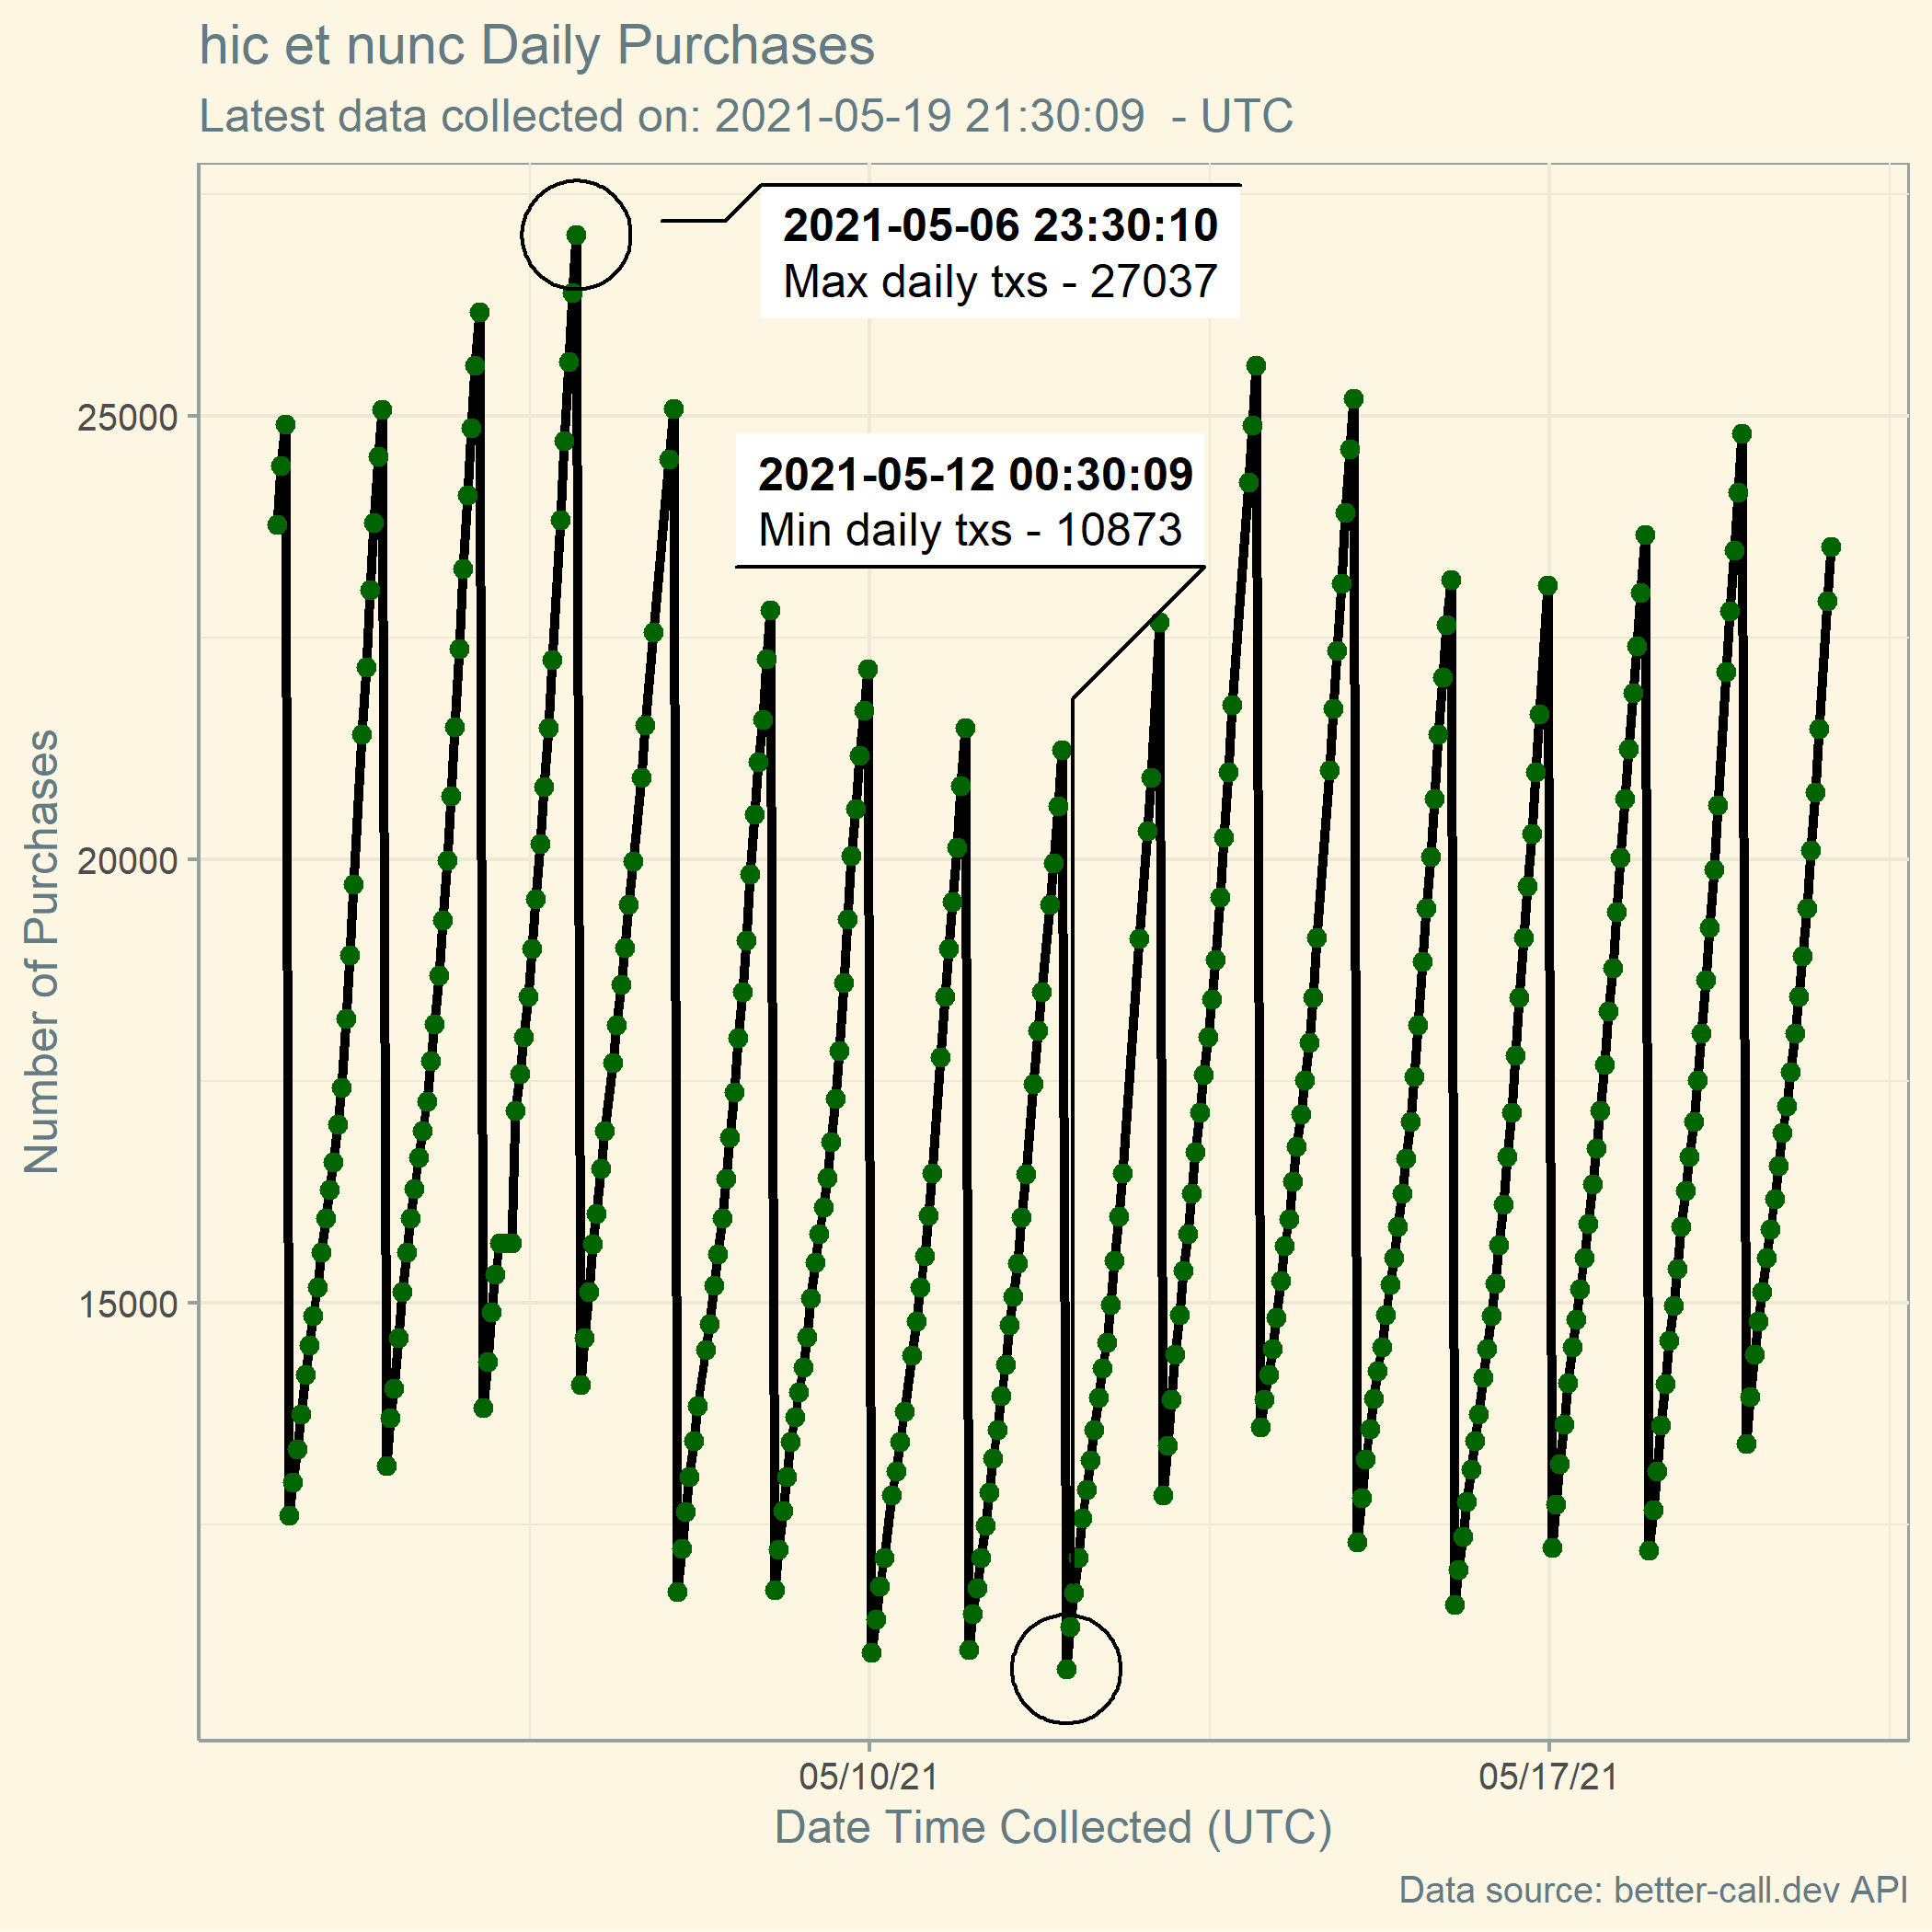 hic et nunc Daily Purchases
Latest data collected on: 2021-05-19 21:30:09  - UTC
2021-05-06 23:30:10
Max daily txs - 27037
25000
2021-05-12 00:30:09
Min daily txs - 10873
Number of Purchases
20000
15000
05/10/21
05/17/21
Date Time Collected (UTC)
Data source: better-call.dev API